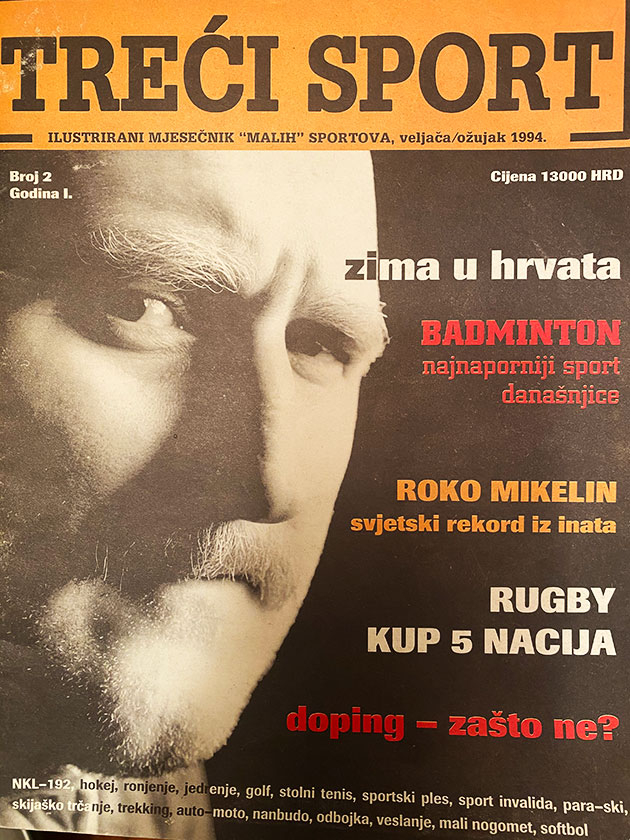 TREĆI SPORT
ILUSTRIRANI MJESEČNIK “MALIH” SPORTOVA, veljača/ožujak 1994.
Broj 2
Godina I.
Cijena 13000 HRD
zima u hrvata
BADMINTON
najnaporniji sport
današnjice
ROKO MIKELIN
svjetski rekord iz inata
RUGBY
KUP 5 NACIJA
doping – zašto ne?
NKL–192, hokej, ronjenje, jedrenje, golf, stolni tenis, sportski ples, sport invalida, para-ski,
skijaško trčanje, trekking, auto–moto, nanbudo, odbojka, veslanje, mali nogomet, softbol